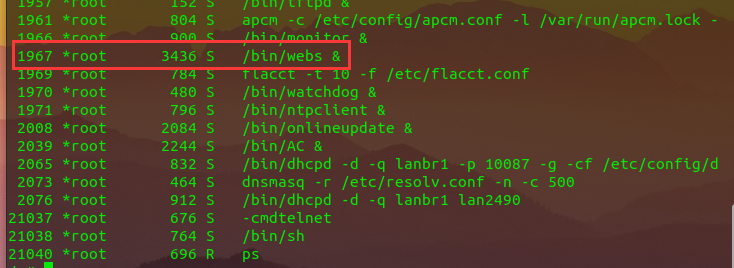 1957 *root 152 S /bin/tftpd &
1961 *root 804 S apcm -c /etc/config/apcm.conf -l /var/run/apcm.lock -
1966 *root 900 S /bin/monitor &
1967 *root 3436 S /bin/webs &
1969 *root 784 S flacct -t 10 -f /etc/flacct.conf
1970 *root 480 S /bin/watchdog &
1971 *root 796 S /bin/ntpclient &
2008 *root 2084 S /bin/onlineupdate &
2039 *root 2244 S /bin/AC &
2065 *root 832 S /bin/dhcpd -d -q lanbr1 -p 10087 -g -cf /etc/config/d
2073 *root 464 S dnsmasq -r /etc/resolv.conf -n -c 500
2076 *root 912 S /bin/dhcpd -d -q lanbr1 lan2490
21037 *root 676 S -cmdtelnet
21038 *root 764 S /bin/sh
21040 *root 696 R ps